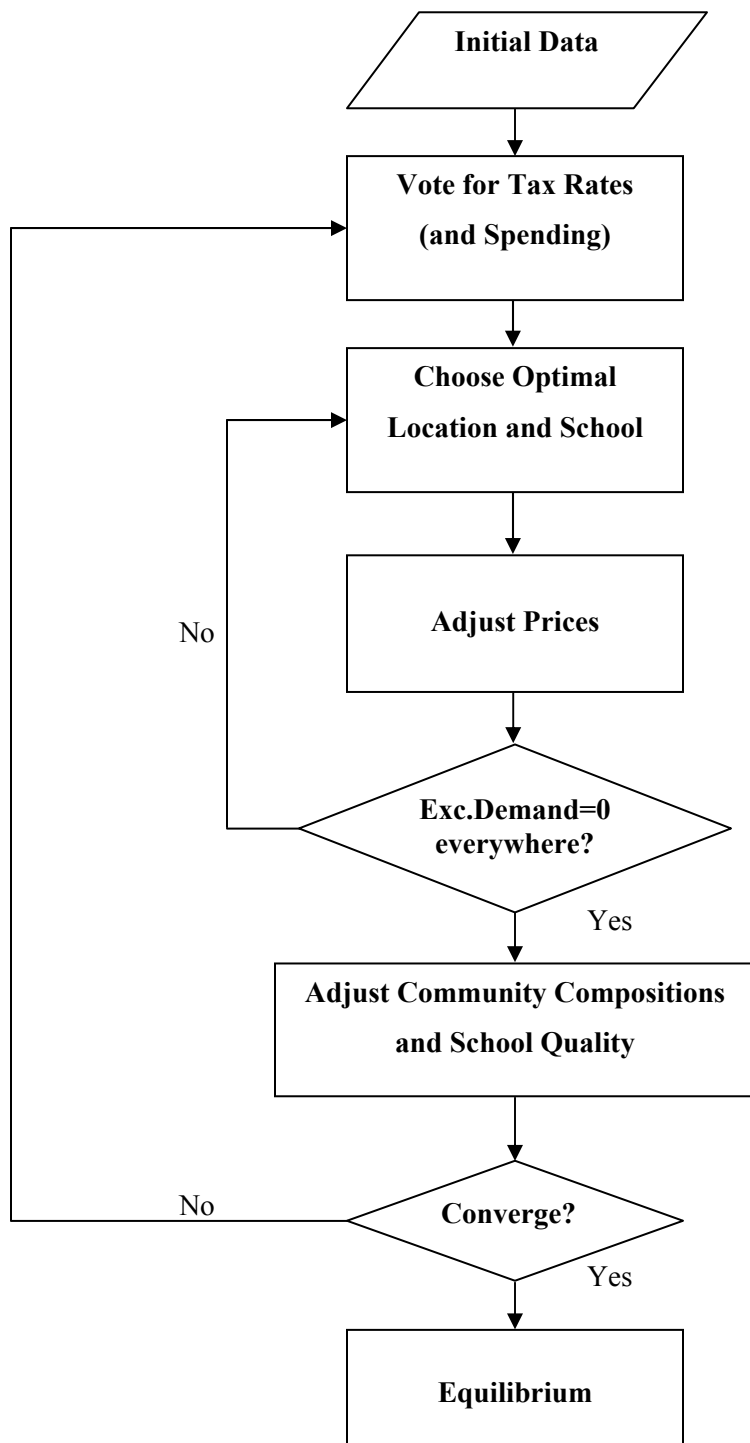 Initial Data
Vote for Tax Rates
(and Spending)
Choose Optimal
Location and School
No
Adjust Prices
Exc.Demand=0
everywhere?
Yes
Adjust Community Compositions
and School Quality
No
Converge?
Yes
Equilibrium